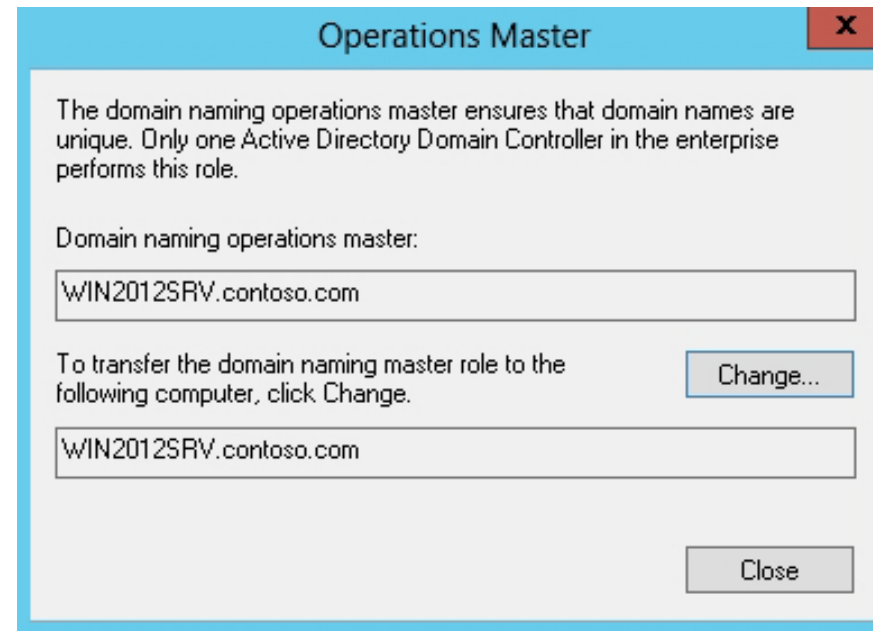 Operations Master
x
The domain naming operations master ensures that domain names are
unique. Only one Active Directory Domain Controller in the enterprise
performs this role.
Domain naming operations master:
WIN2012SRV.contoso.com
To transfer the domain naming master role to the
following computer, click Change.
Change...
WIN2012SRV.contoso.com
Close